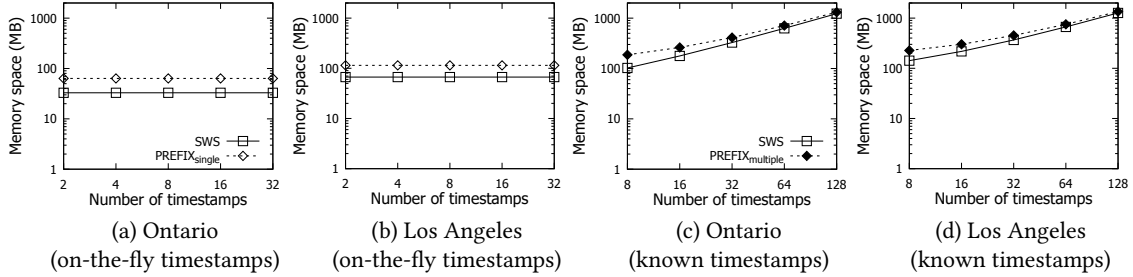 Memory space (MB)
1000
100
10
1
SWS
PREFIXsingle
2 4 8 16 32
Number of timestamps
(a) Ontario
(on-the-fly timestamps)
Memory space (MB)
1000
100
10
1
2 4 8 16 32
Number of timestamps
(b) Los Angeles
(on-the-fly timestamps)
Memory space (MB)
1000
100
10
1
SWS
PREFIXmultiple
8 16 32 64 128
Number of timestamps
(c) Ontario
(known timestamps)
Memory space (MB)
1000
100
10
1
8 16 32 64 128
Number of timestamps
(d) Los Angeles
(known timestamps)